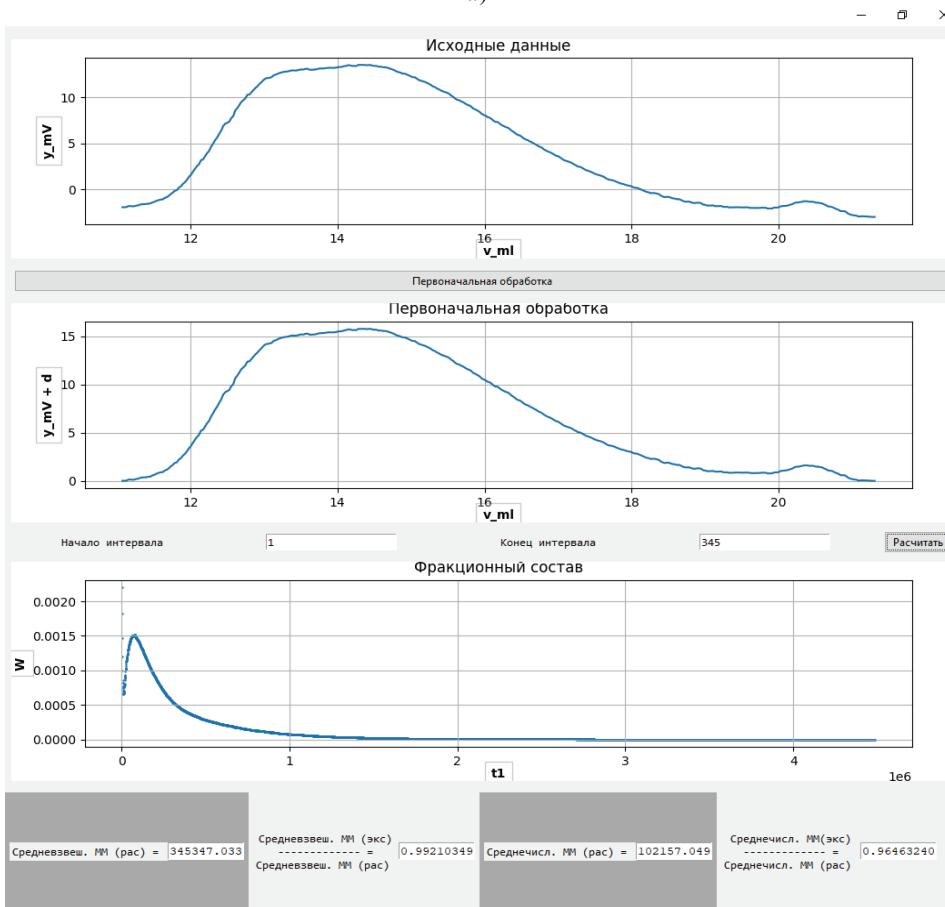 Исходные данные
10
5
0
y_mV
12 14 16 18 20
v_ml
Первоначальная обработка
Первоначальная обработка
15
10
5
0
y_mV + d
12 14 16 18 20
v_ml
Начало интервала 1 Конец интервала 345 Расчитать
Фракционный состав
0.0020
0.0015
0.0010
0.0005
0.0000
W
0 1 2 3 4
t1
1e6
Средневзвеш. ММ (рас) = 345347.033
Средневзвеш. ММ (экс)
------------- = 0.99210349
Средневзвеш. ММ (рас)
Среднечисл. ММ (рас) = 102157.049
Среднечисл. ММ(экс)
------------- = 0.96463240
Среднечисл. ММ (рас)